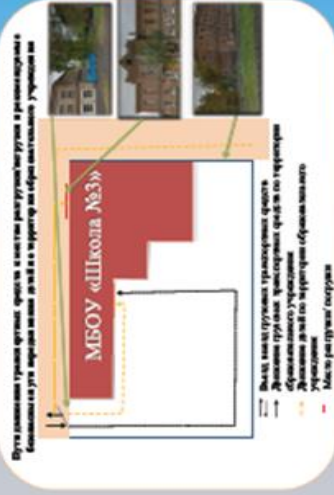 Пути движения транспортных средств к местам разгрузки/погрузки и рекомендуемые
безопасные пути передвижения детей по территории образовательного учреждения
МБОУ «Школа №3»
Въезд/выезд грузовых транспортных средств
Движение грузовых транспортных средств по территории
образовательного учреждения
Движение детей по территории образовательного
учреждения
Место разгрузки/погрузки